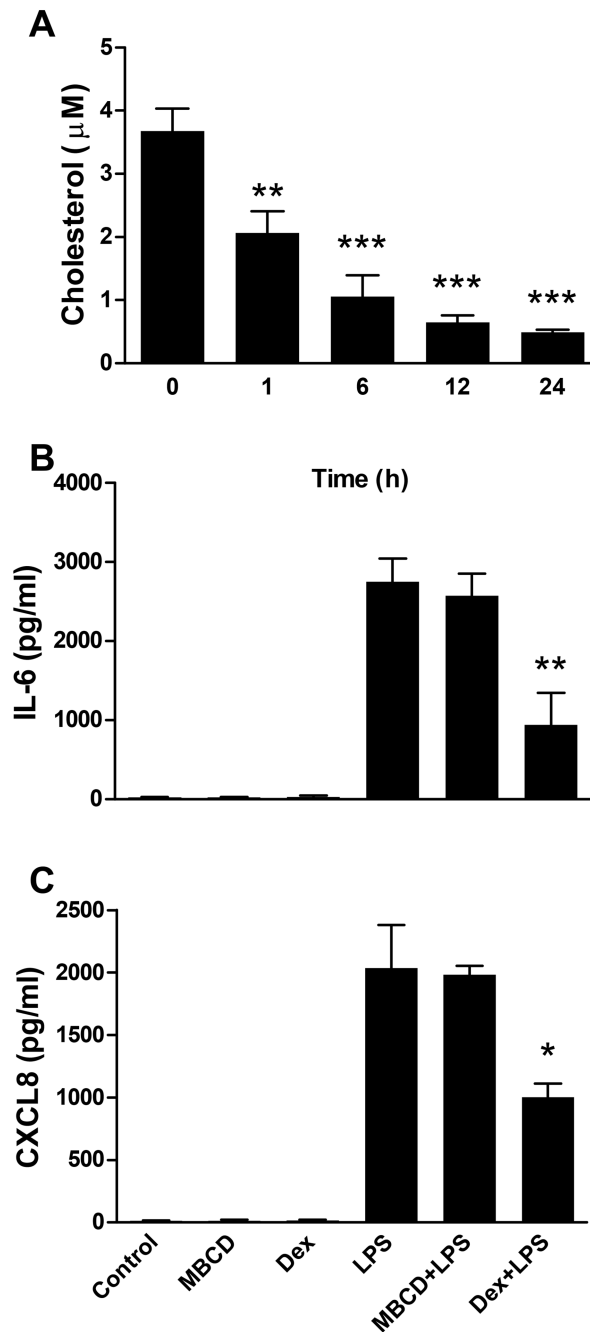 A
Cholesterol (μM)
5
4
3
2
1
0
**
***
***
***
0 1 6 12 24
Time (h)
B
IL-6 (pg/ml)
4000
3000
2000
1000
0
**
C
CXCL8 (pg/ml)
2500
2000
1500
1000
500
0
*
Control MBCD Dex LPS MBCD+LPS Dex+LPS